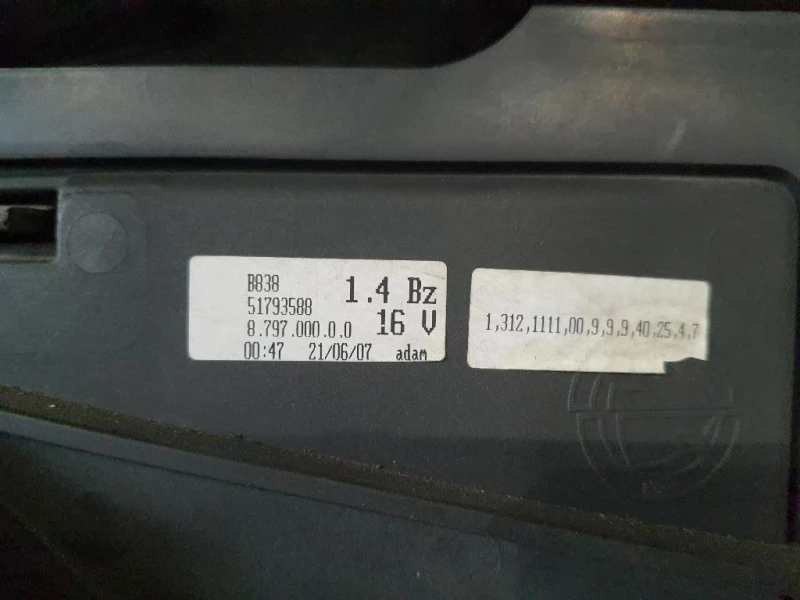 B838
1.4 Bz
51793588
8.797.000.0.0
16 V
00:47 21/06/07 adam
1,312,1111,00,9,9,9,40,25,4,7